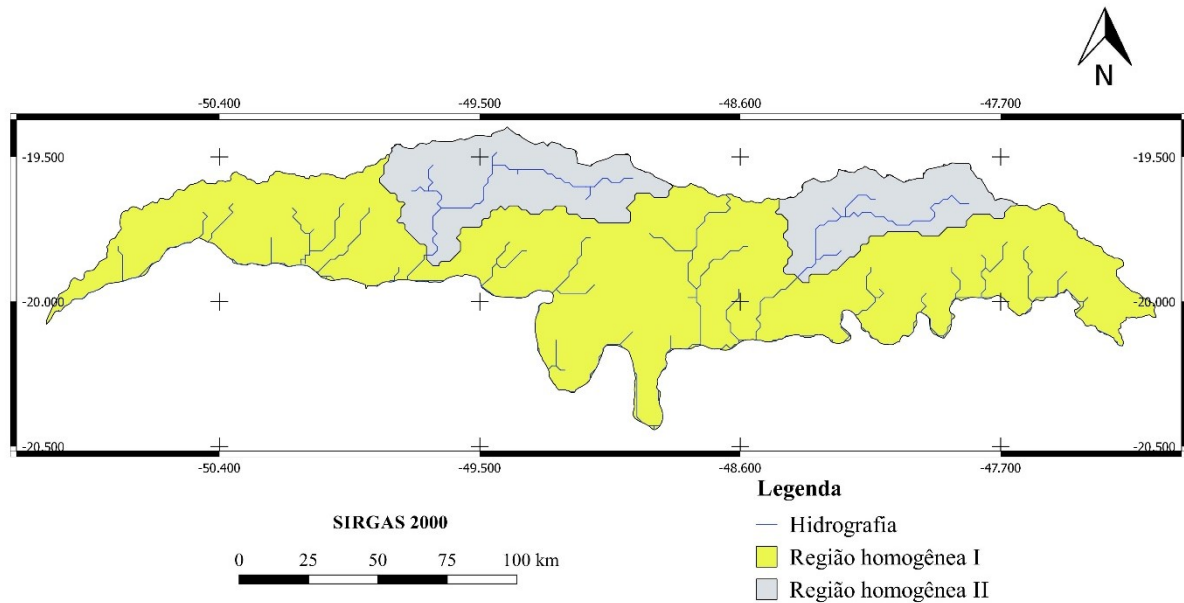 N
-50.400 -49.500 -48.600 -47.700
-19.500 -19.500
-20.000 -20.000
-20.500 -20.500
-50.400 -49.500 -48.600 -47.700
Legenda
SIRGAS 2000
Hidrografia
0 25 50 75 100 km
Região homogênea I
Região homogênea II